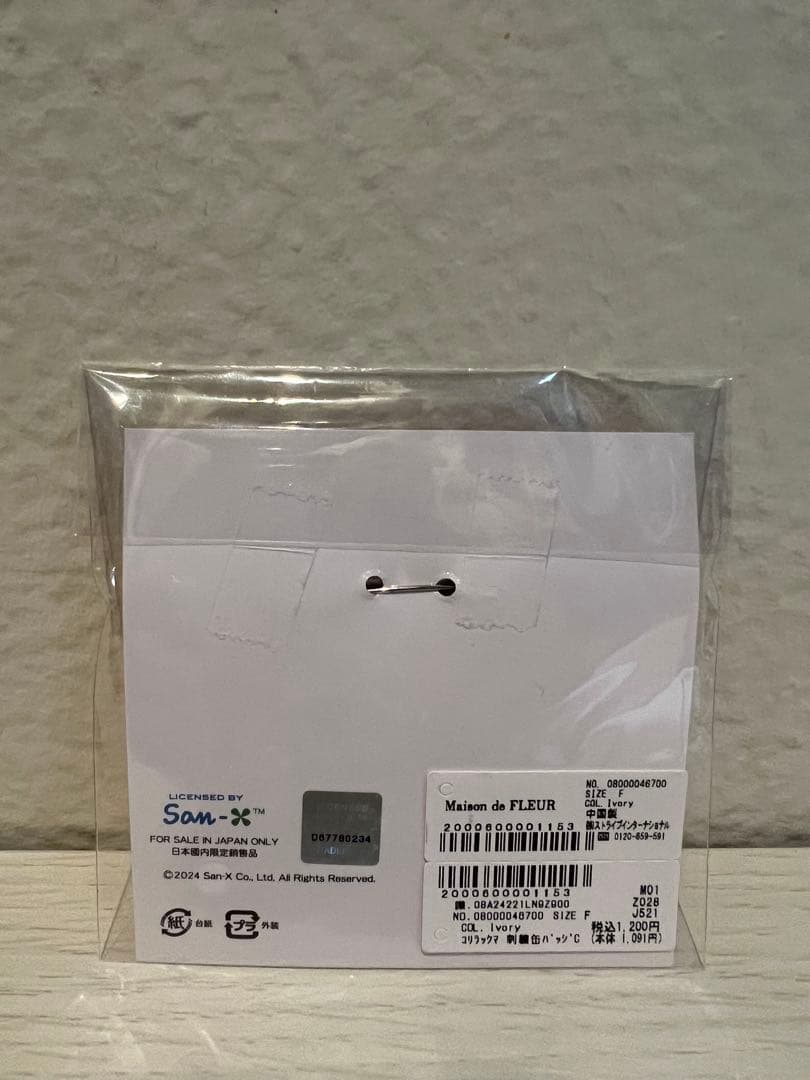 LICENSED BY
San-X™
FOR SALE IN JAPAN ONLY
日本国内限定銷售品
©2024 San-X Co., Ltd. All Rights Reserved.
紙 台紙
プラ 外装
D67780234
Maison de FLEUR
NO. 08000046700
SIZE F
COL. Ivory
中国製
2000600001153
㈱ストライプインターナショナル
0120-859-591
2000600001153
M01
08A24221LN9Z900
Z028
NO. 08000046700 SIZE F
J521
COL. Ivory
税込1,200円
コリラックマ 刺繍缶バッジC
(本体 1,091円)